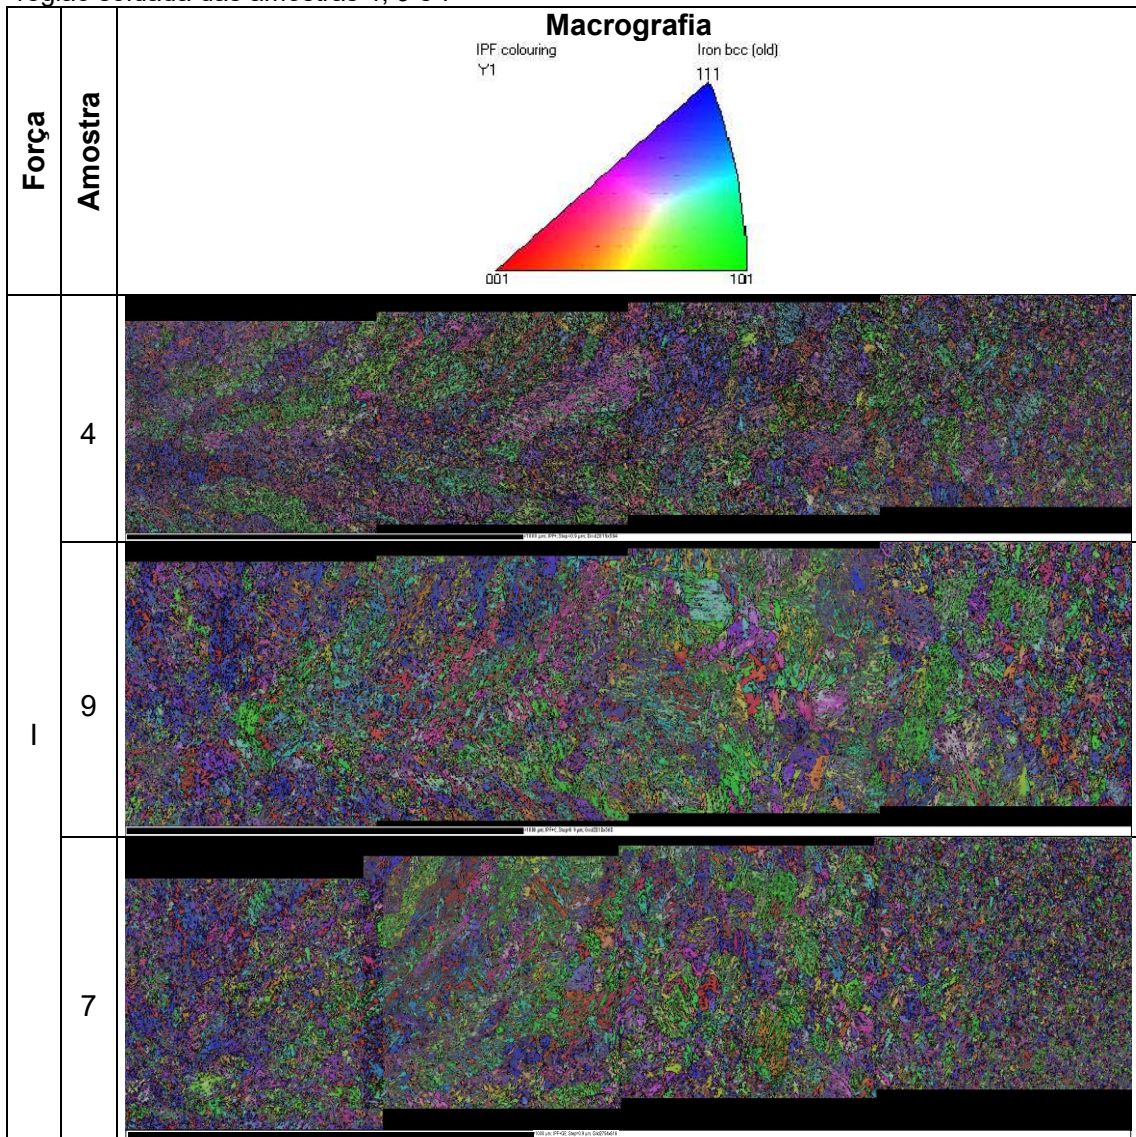 Macrografia
IPF colouring
Y1
Iron bcc (old)
111
001
101
Força
Amostra
4
9
I
7